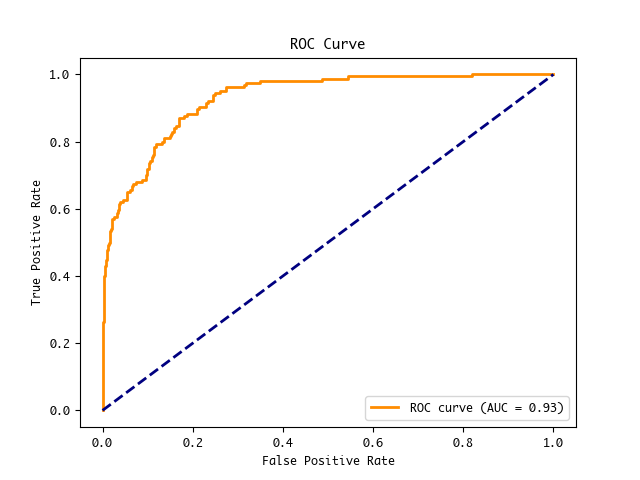 ROC Curve
1.0
0.8
0.6
0.4
0.2
0.0
True Positive Rate
ROC curve (AUC = 0.93)
0.0 0.2 0.4 0.6 0.8 1.0
False Positive Rate